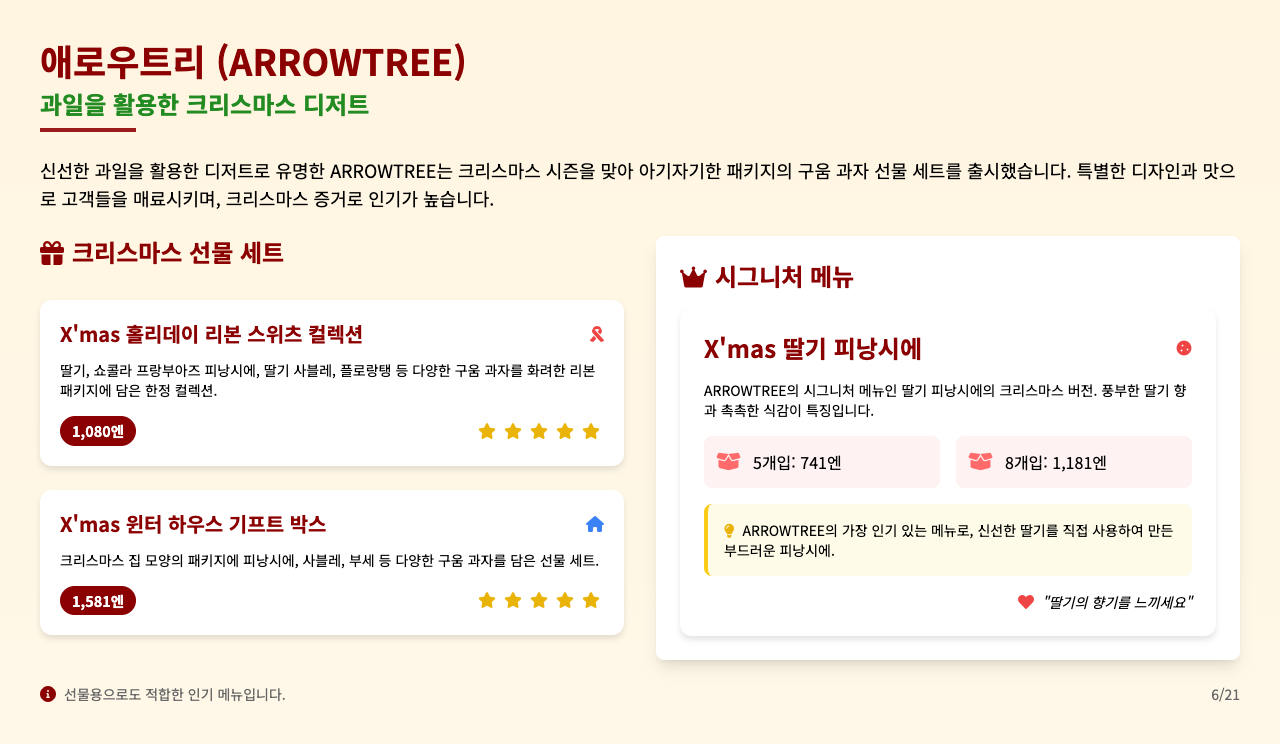 애로우트리 (ARROWTREE)
과일을 활용한 크리스마스 디저트
신선한 과일을 활용한 디저트로 유명한 ARROWTREE는 크리스마스 시즌을 맞아 아기자기한 패키지의 구움 과자 선물 세트를 출시했습니다. 특별한 디자인과 맛으
로 고객들을 매료시키며, 크리스마스 증거로 인기가 높습니다.
크리스마스 선물 세트
X'mas 홀리데이 리본 스위츠 컬렉션
딸기, 쇼콜라 프랑부아즈 피낭시에, 딸기 사블레, 플로랑탱 등 다양한 구움 과자를 화려한 리본
패키지에 담은 한정 컬렉션.
1,080엔
X'mas 윈터 하우스 기프트 박스
크리스마스 집 모양의 패키지에 피낭시에, 사블레, 부세 등 다양한 구움 과자를 담은 선물 세트.
1,581엔
시그니처 메뉴
X'mas 딸기 피낭시에
ARROWTREE의 시그니처 메뉴인 딸기 피낭시에의 크리스마스 버전. 풍부한 딸기 향
과 촉촉한 식감이 특징입니다.
5개입: 741엔
8개입: 1,181엔
ARROWTREE의 가장 인기 있는 메뉴로, 신선한 딸기를 직접 사용하여 만든
부드러운 피낭시에.
"딸기의 향기를 느끼세요"
선물용으로도 적합한 인기 메뉴입니다.
6/21